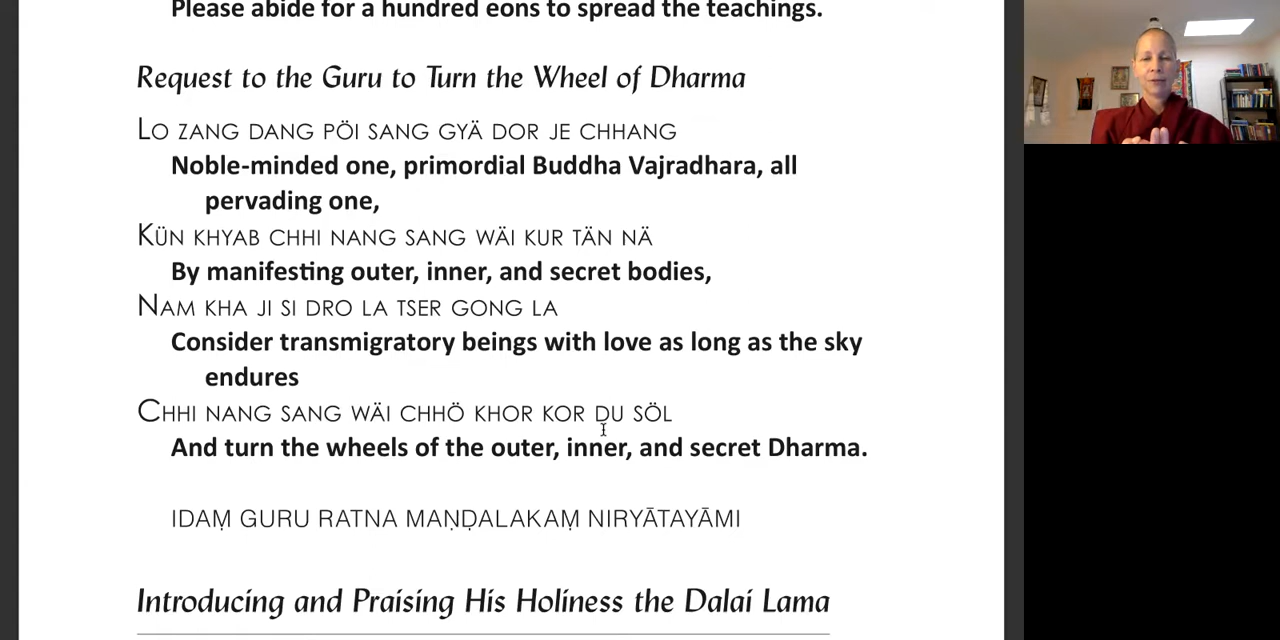 Please abide for a hundred eons to spread the teachings.
Request to the Guru to Turn the Wheel of Dharma
LO ZANG DANG PÖI SANG GYÄ DOR JE CHHANG
Noble-minded one, primordial Buddha Vajradhara, all
pervading one,
KÜN KHYAB CHHI NANG SANG WÄI KUR TÄN NÄ
By manifesting outer, inner, and secret bodies,
NAM KHA JI SI DRO LA TSER GONG LA
Consider transmigratory beings with love as long as the sky
endures
CHHI NANG SANG WÄI CHHÖ KHOR KOR DU SÖL
And turn the wheels of the outer, inner, and secret Dharma.
IDAṂ GURU RATNA MAṆḌALAKAṂ NIRYĀTAYĀMI
Introducing and Praising His Holiness the Dalai Lama